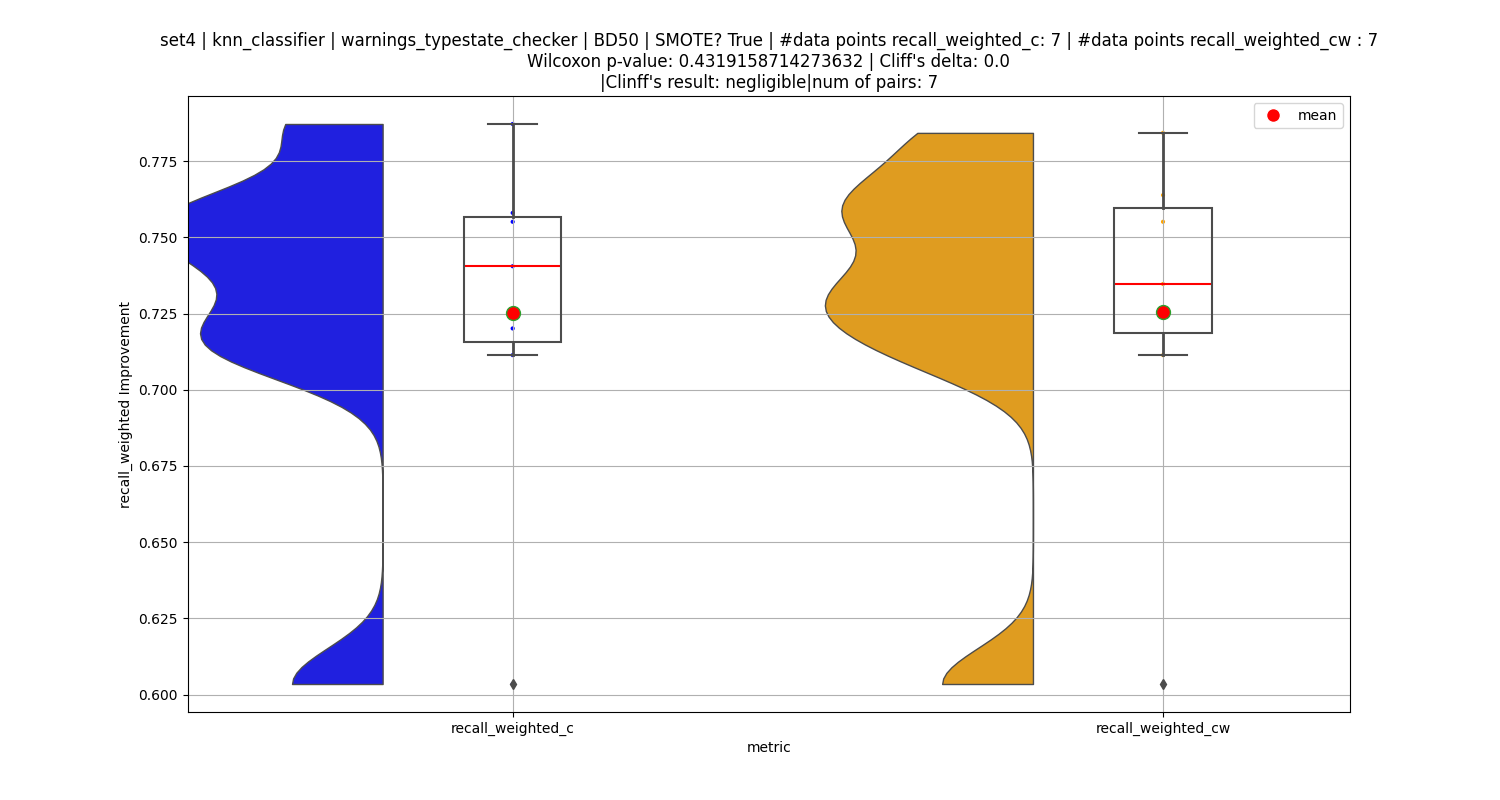 set4 | knn_classifier | warnings_typestate_checker | BD50 | SMOTE? True | #data points recall_weighted_c: 7 | #data points recall_weighted_cw : 7
Wilcoxon p-value: 0.4319158714273632 | Cliff's delta: 0.0
|Clinff's result: negligible|num of pairs: 7
mean
0.775
0.750
0.725
0.700
0.675
0.650
0.625
0.600
recall_weighted Improvement
recall_weighted_c
recall_weighted_cw
metric